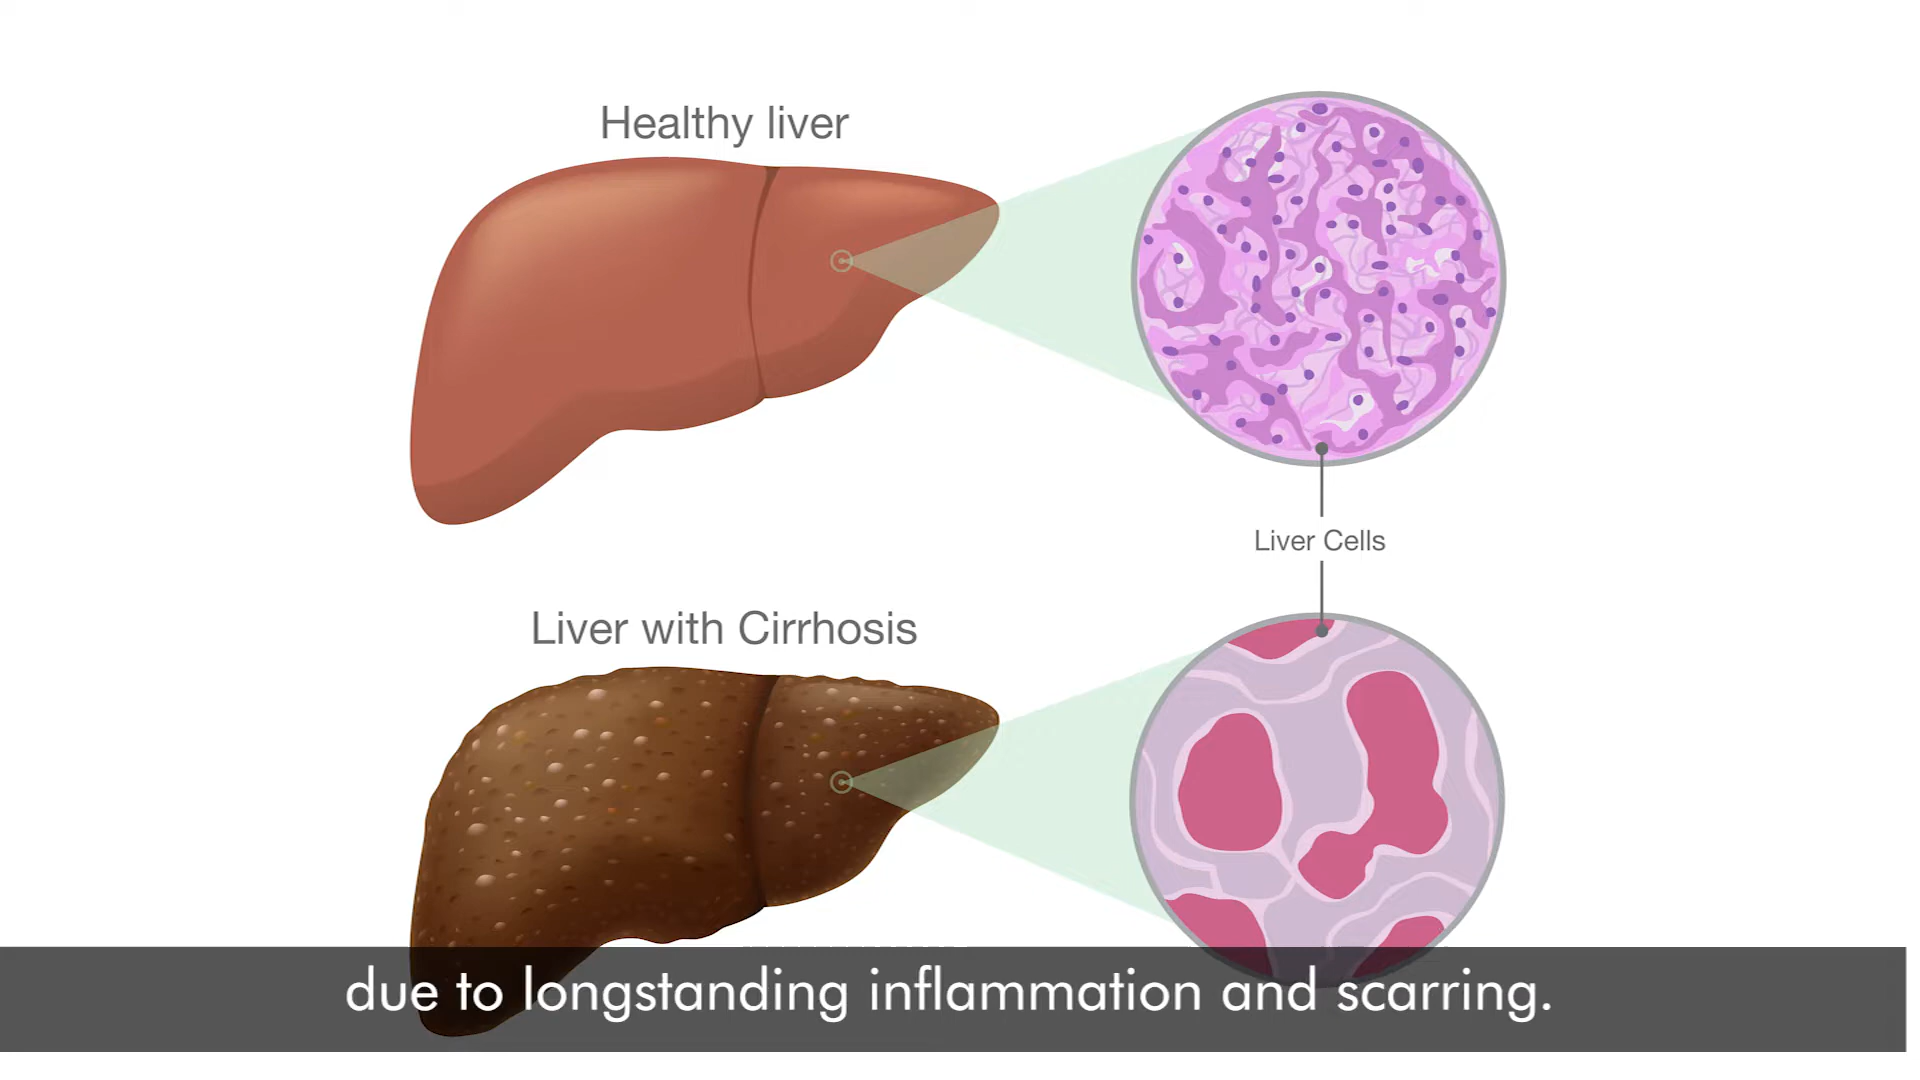 Healthy liver
Liver Cells
Liver with Cirrhosis
due to longstanding inflammation and scarring.